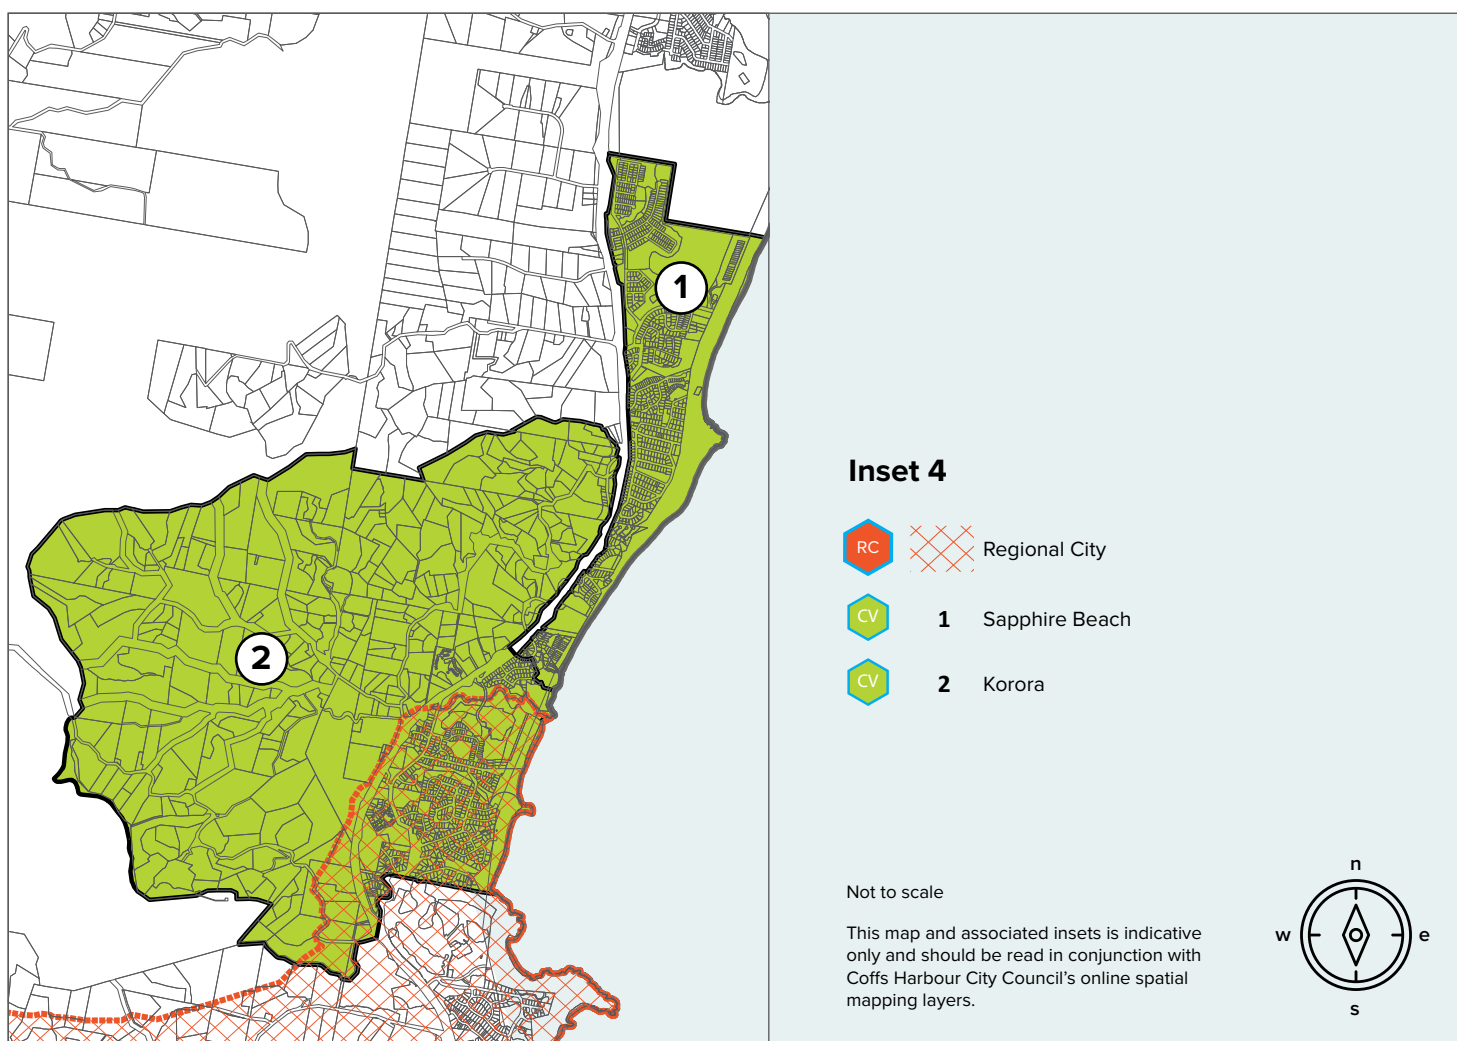 1
2
Inset 4
RC Regional City
CV 1 Sapphire Beach
CV 2 Korora
Not to scale
This map and associated insets is indicative
only and should be read in conjunction with
Coffs Harbour City Council's online spatial
mapping layers.
n
w e
s